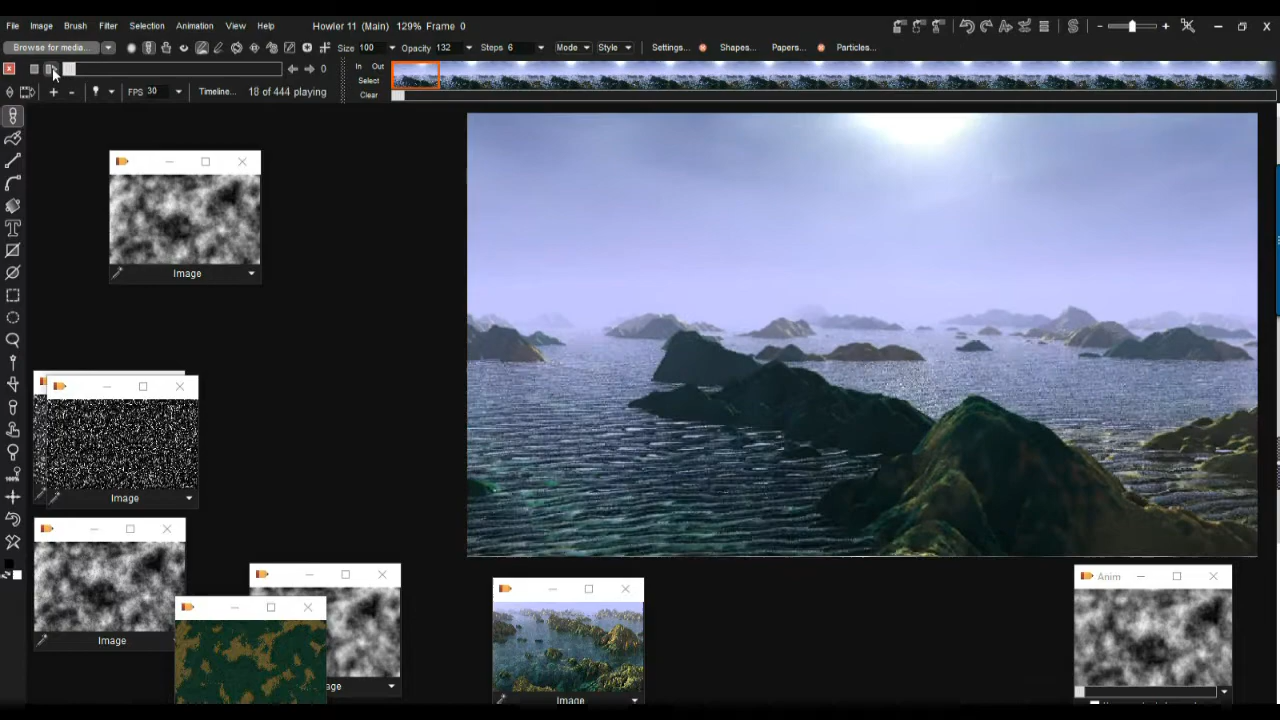 File Image Brush Filter Selection Animation View Help Howler 11 (Main) 129% Frame 0
Browse for media... Size 100 Opacity 132 Steps 6 Mode Style Settings... Shapes... Papers... Particles...
0 In Out
Select
FPS 30 Timeline... 18 of 444 playing Clear
Image
Image
Image
Anim
Image